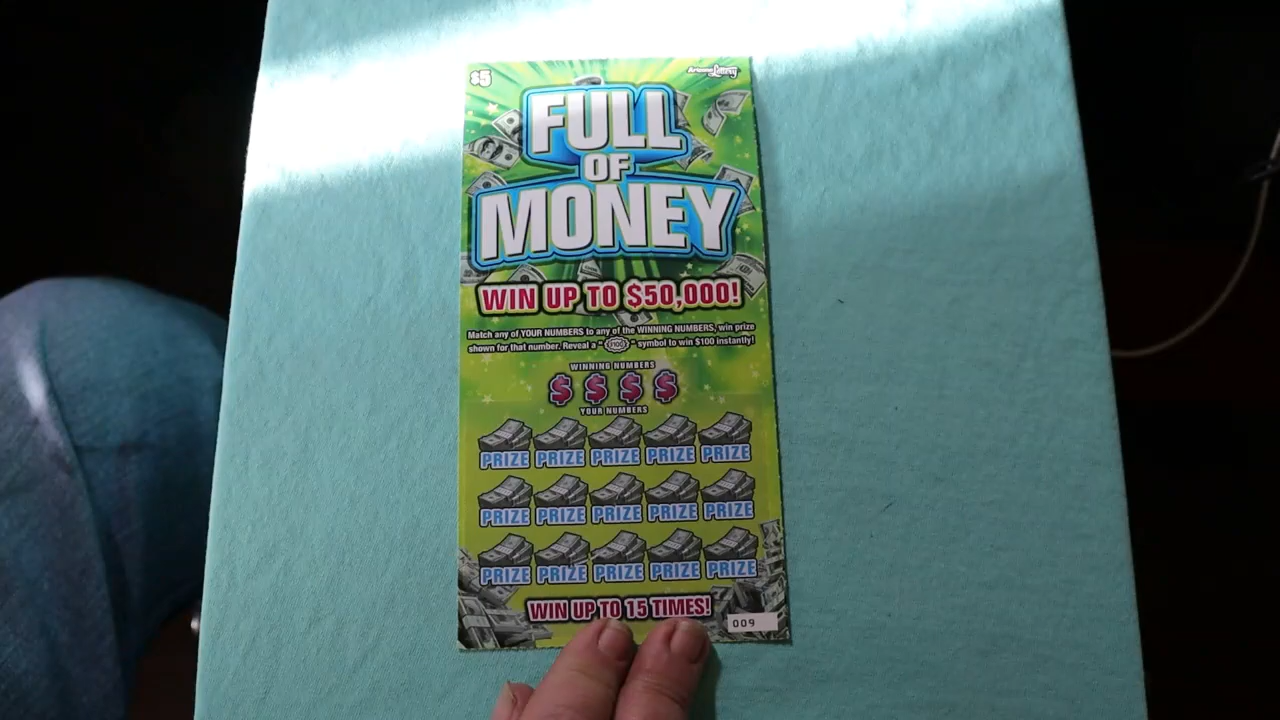 $5
Arizona Lottery
FULL
OF
MONEY
WIN UP TO $50,000!
Match any of YOUR NUMBERS to any of the WINNING NUMBERS, win prize
shown for that number. Reveal a "$100" symbol to win $100 instantly!
WINNING NUMBERS
$ $ $ $
YOUR NUMBERS
PRIZE PRIZE PRIZE PRIZE PRIZE
PRIZE PRIZE PRIZE PRIZE PRIZE
PRIZE PRIZE PRIZE PRIZE PRIZE
WIN UP TO 15 TIMES!
009